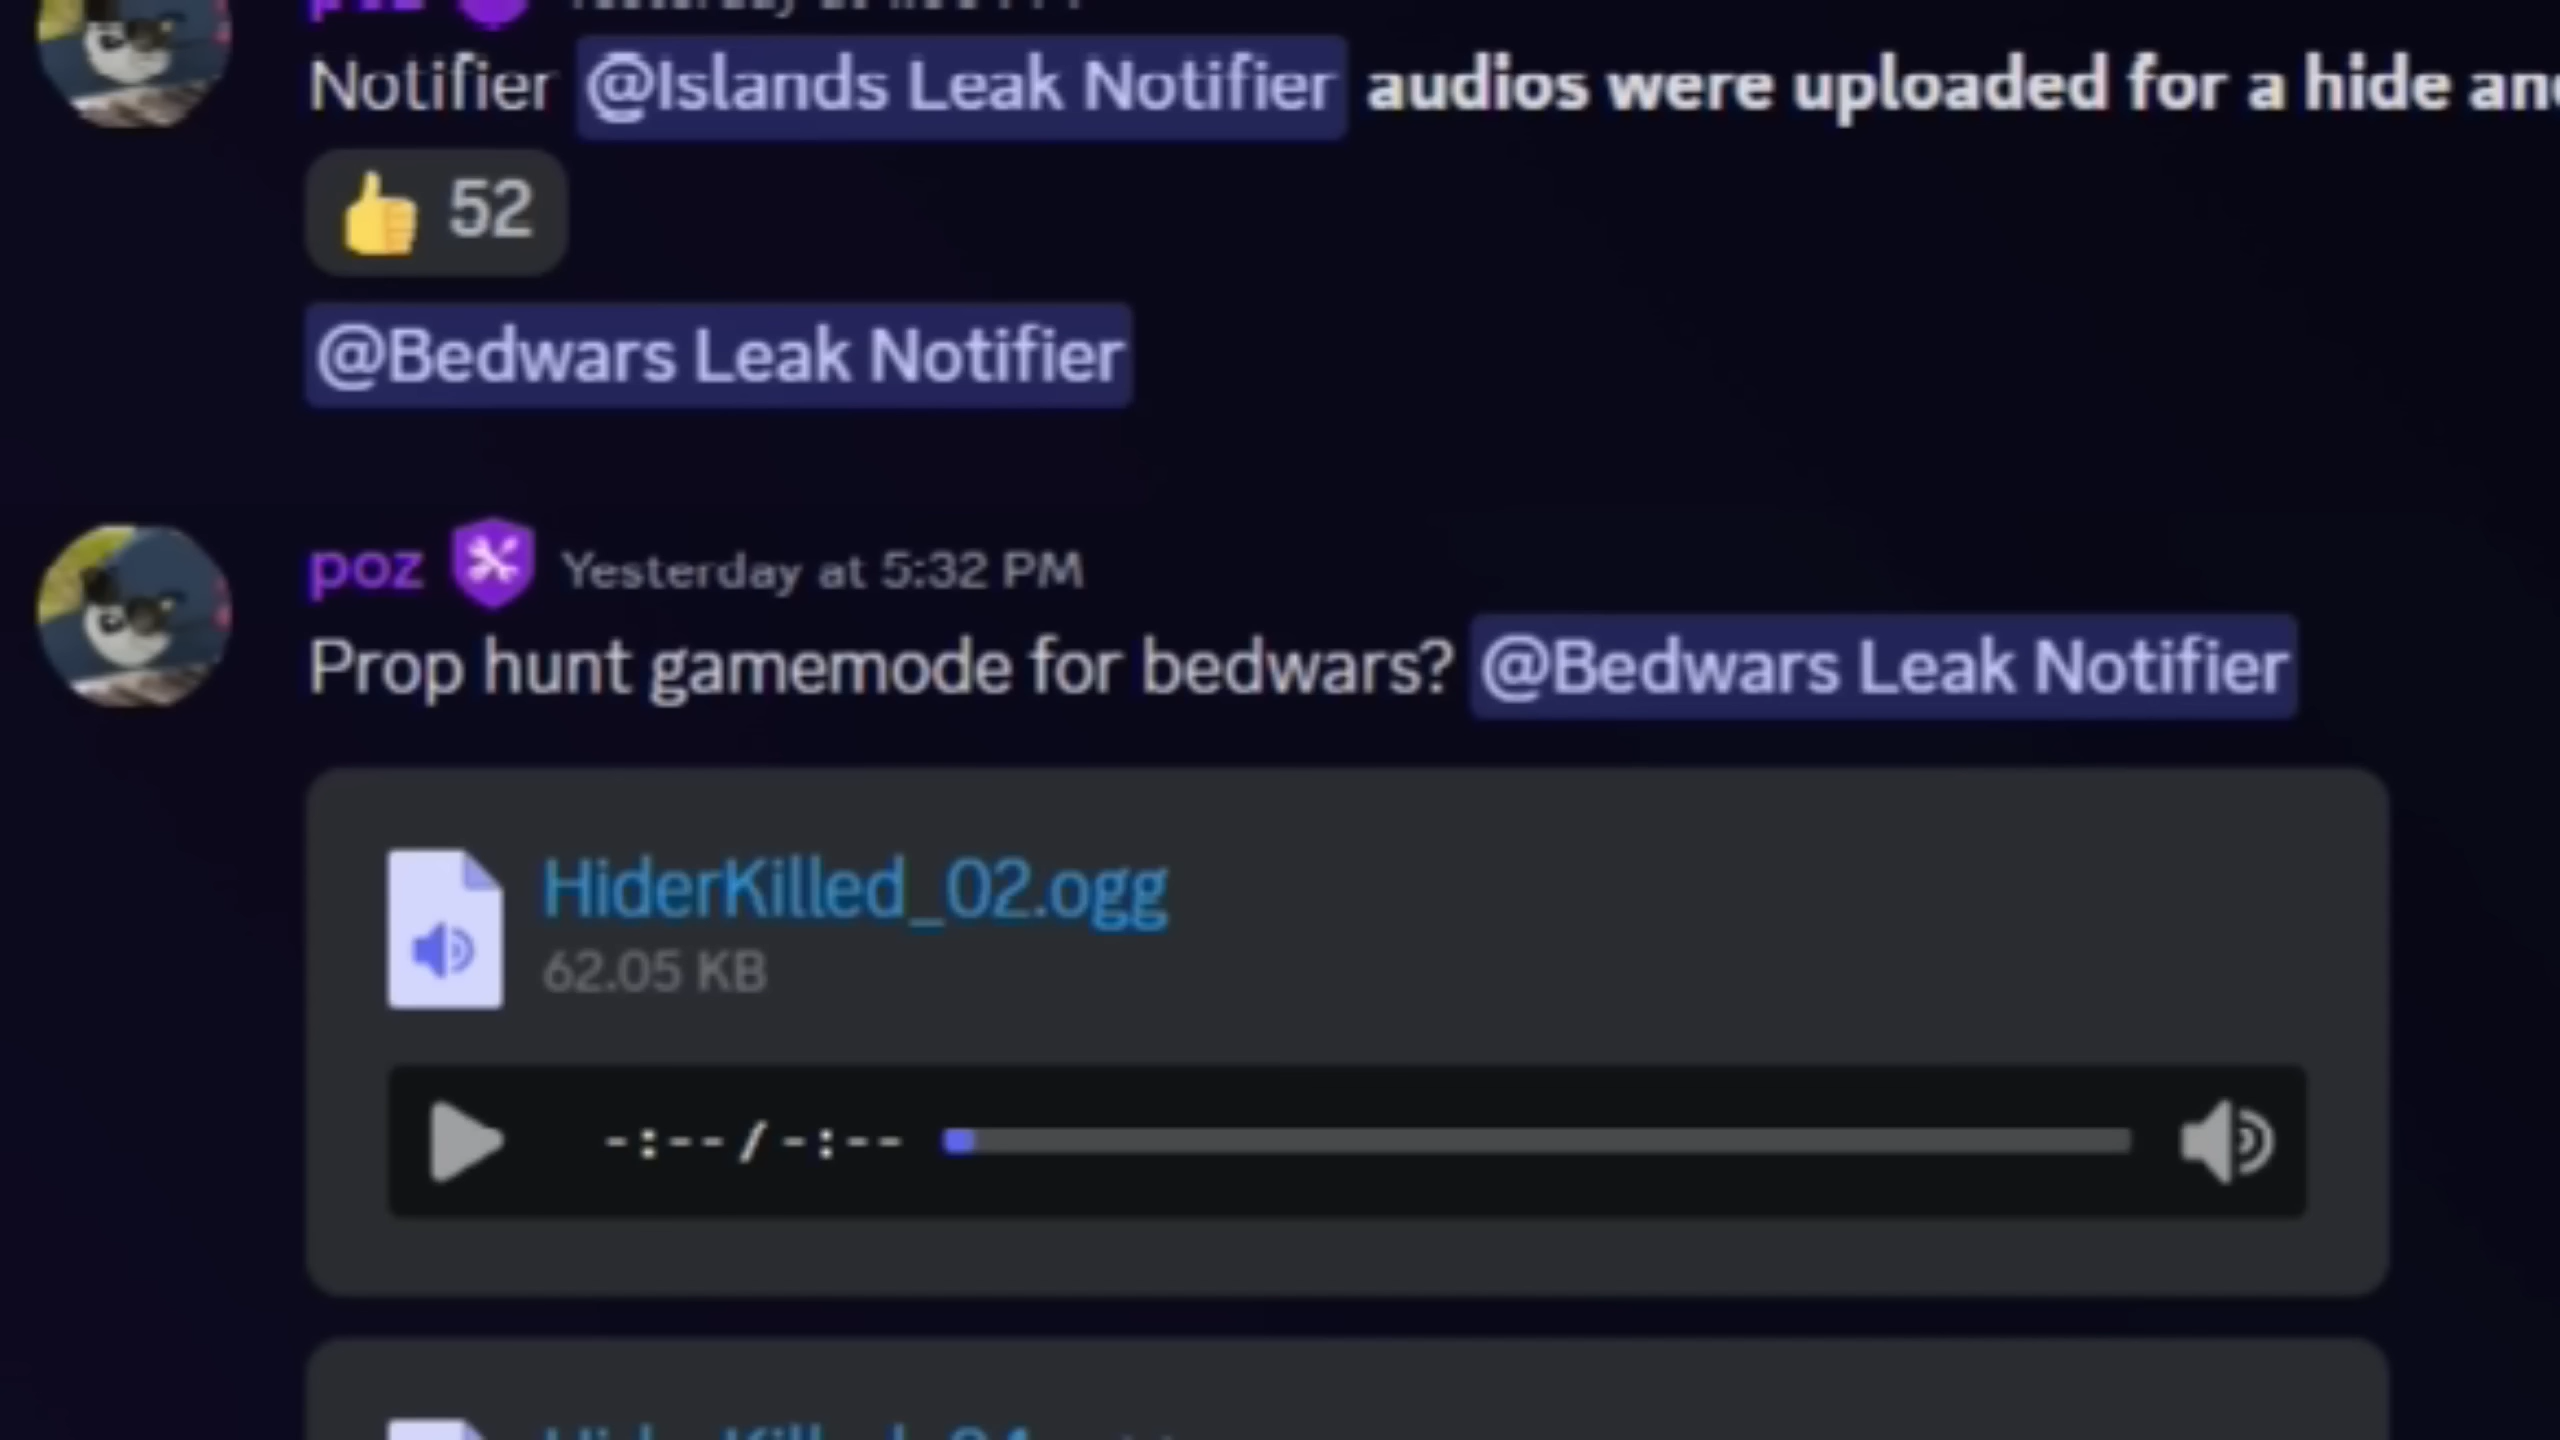 poz
Notifier @Islands Leak Notifier audios were uploaded for a hide
52
@Bedwars Leak Notifier
poz Yesterday at 5:32 PM
Prop hunt gamemode for bedwars? @Bedwars Leak Notifier
HiderKilled_02.ogg
62.05 KB
-:--/-:--